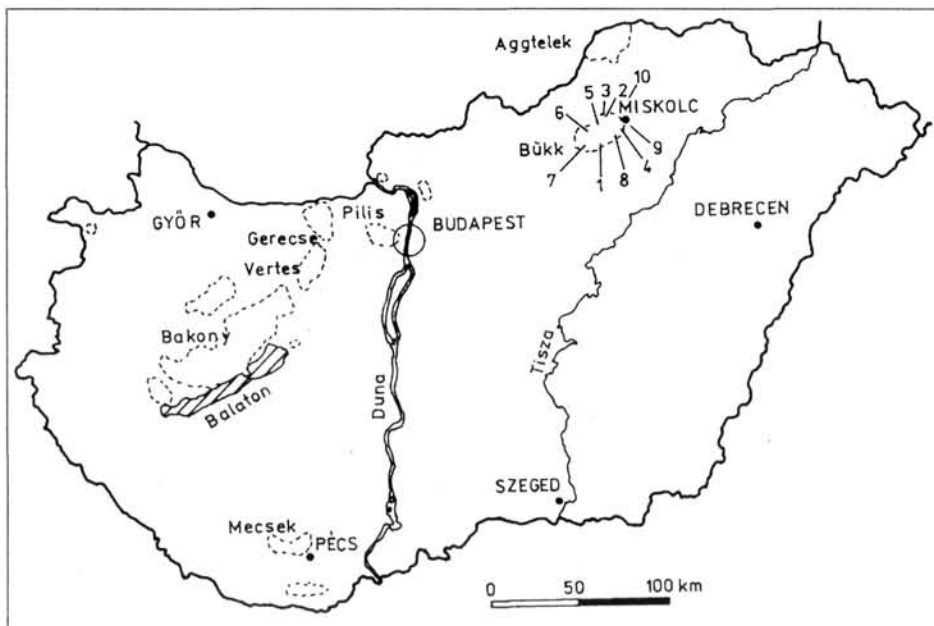 Aggtelek
10
5 3 2
MISKOLC
6
Bükk
9
7 1 8 4
Pilis
GYŐR
BUDAPEST
DEBRECEN
Gerecse
Vertes
Bakony
Tisza
Balaton
Duna
SZEGED
Mecsek
PÉCS
0 50 100 km